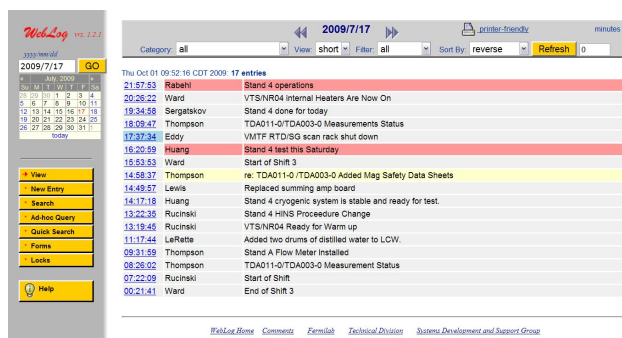 WebLog vrs. 1.2.1
yyyy/mm/dd
2009/7/17 GO
« July, 2009 »
Su M T W T F Sa
28 29 30 1 2 3 4
5 6 7 8 9 10 11
12 13 14 15 16 17 18
19 20 21 22 23 24 25
26 27 28 29 30 31 1
today
View
New Entry
Search
Ad-hoc Query
Quick Search
Forms
Locks
Help
2009/7/17 printer-friendly minutes
Category: all View: short Filter: all Sort By: reverse Refresh 0
Thu Oct 01 09:52:16 CDT 2009: 17 entries
21:57:53 Rabehl Stand 4 operations
20:26:22 Ward VTS/NR04 internal Heaters Are Now On
19:34:58 Sergatskov Stand 4 done for today
18:09:47 Thompson TDA011-0/TDA003-0 Measurements Status
17:37:34 Eddy VMTF RTD/SG scan rack shut down
16:20:59 Huang Stand 4 test this Saturday
15:53:53 Ward Start of Shift 3
14:58:37 Thompson re: TDA011-0 /TDA003-0 Added Mag Safety Data Sheets
14:49:57 Lewis Replaced summing amp board
14:17:18 Huang Stand 4 cryogenic system is stable and ready for test.
13:22:35 Rucinski Stand 4 HINS Proceedure Change
13:19:45 Rucinski VTS/NR04 Ready for Warm up
11:17:44 LeRette Added two drums of distilled water to LCW.
09:31:59 Thompson Stand A Flow Meter Installed
08:26:02 Thompson TDA011-0/TDA003-0 Measurement Status
07:22:09 Rucinski Start of Shift
00:21:41 Ward End of Shift 3
WebLog Home Comments Fermilab Technical Division Systems Development and Support Group